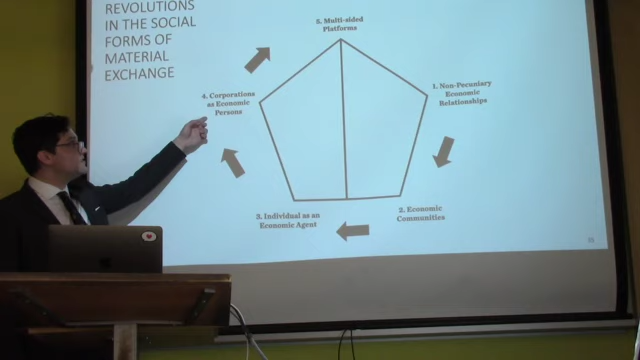 REVOLUTIONS
IN THE SOCIAL
FORMS OF
MATERIAL
EXCHANGE
5. Multi-sided
Platforms
1. Non-Pecuniary
Economic
Relationships
2. Economic
Communities
3. Individual as an
Economic Agent
4. Corporations
as Economic
Persons